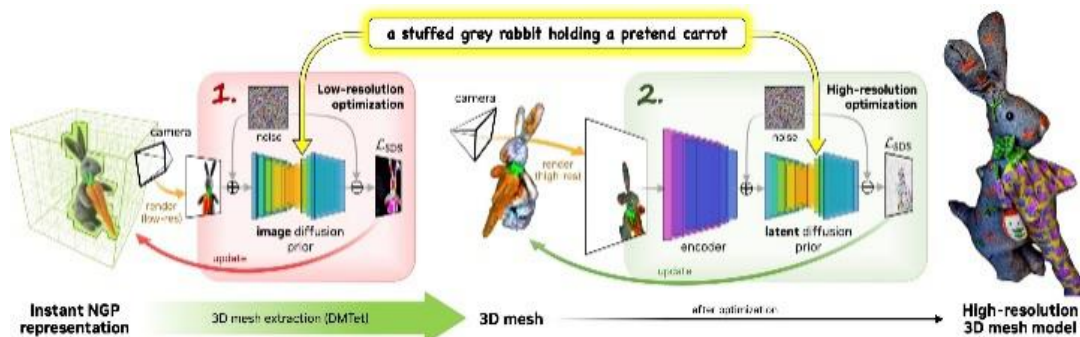 a stuffed grey rabbit holding a pretend carrot
1.
Low-resolution
optimization
camera
noise
L_SDS
render
(low-res)
image diffusion
prior
update
2.
High-resolution
optimization
camera
noise
L_SDS
render
(high-res)
encoder
latent diffusion
prior
update
Instant NGP
representation
3D mesh extraction (DMTet)
3D mesh
after optimization
High-resolution
3D mesh model